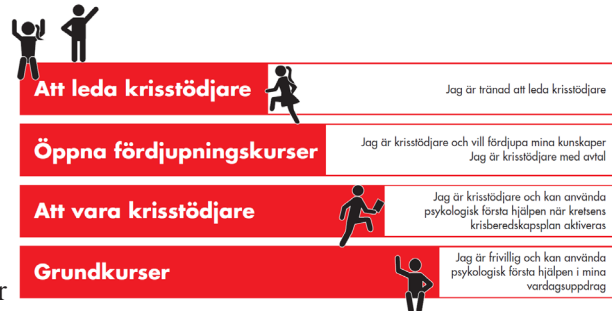 Att leda krisstödjare
Jag är tränad att leda krisstödjare
Öppna fördjupningskurser
Jag är krisstödjare och vill fördjupa mina kunskaper
Jag är krisstödjare med avtal
Att vara krisstödjare
Jag är krisstödjare och kan använda
psykologisk första hjälpen när kretsens
krisberedskapsplan aktiveras
Grundkurser
Jag är frivillig och kan använda
psykologisk första hjälpen i mina
vardagsuppdrag
r